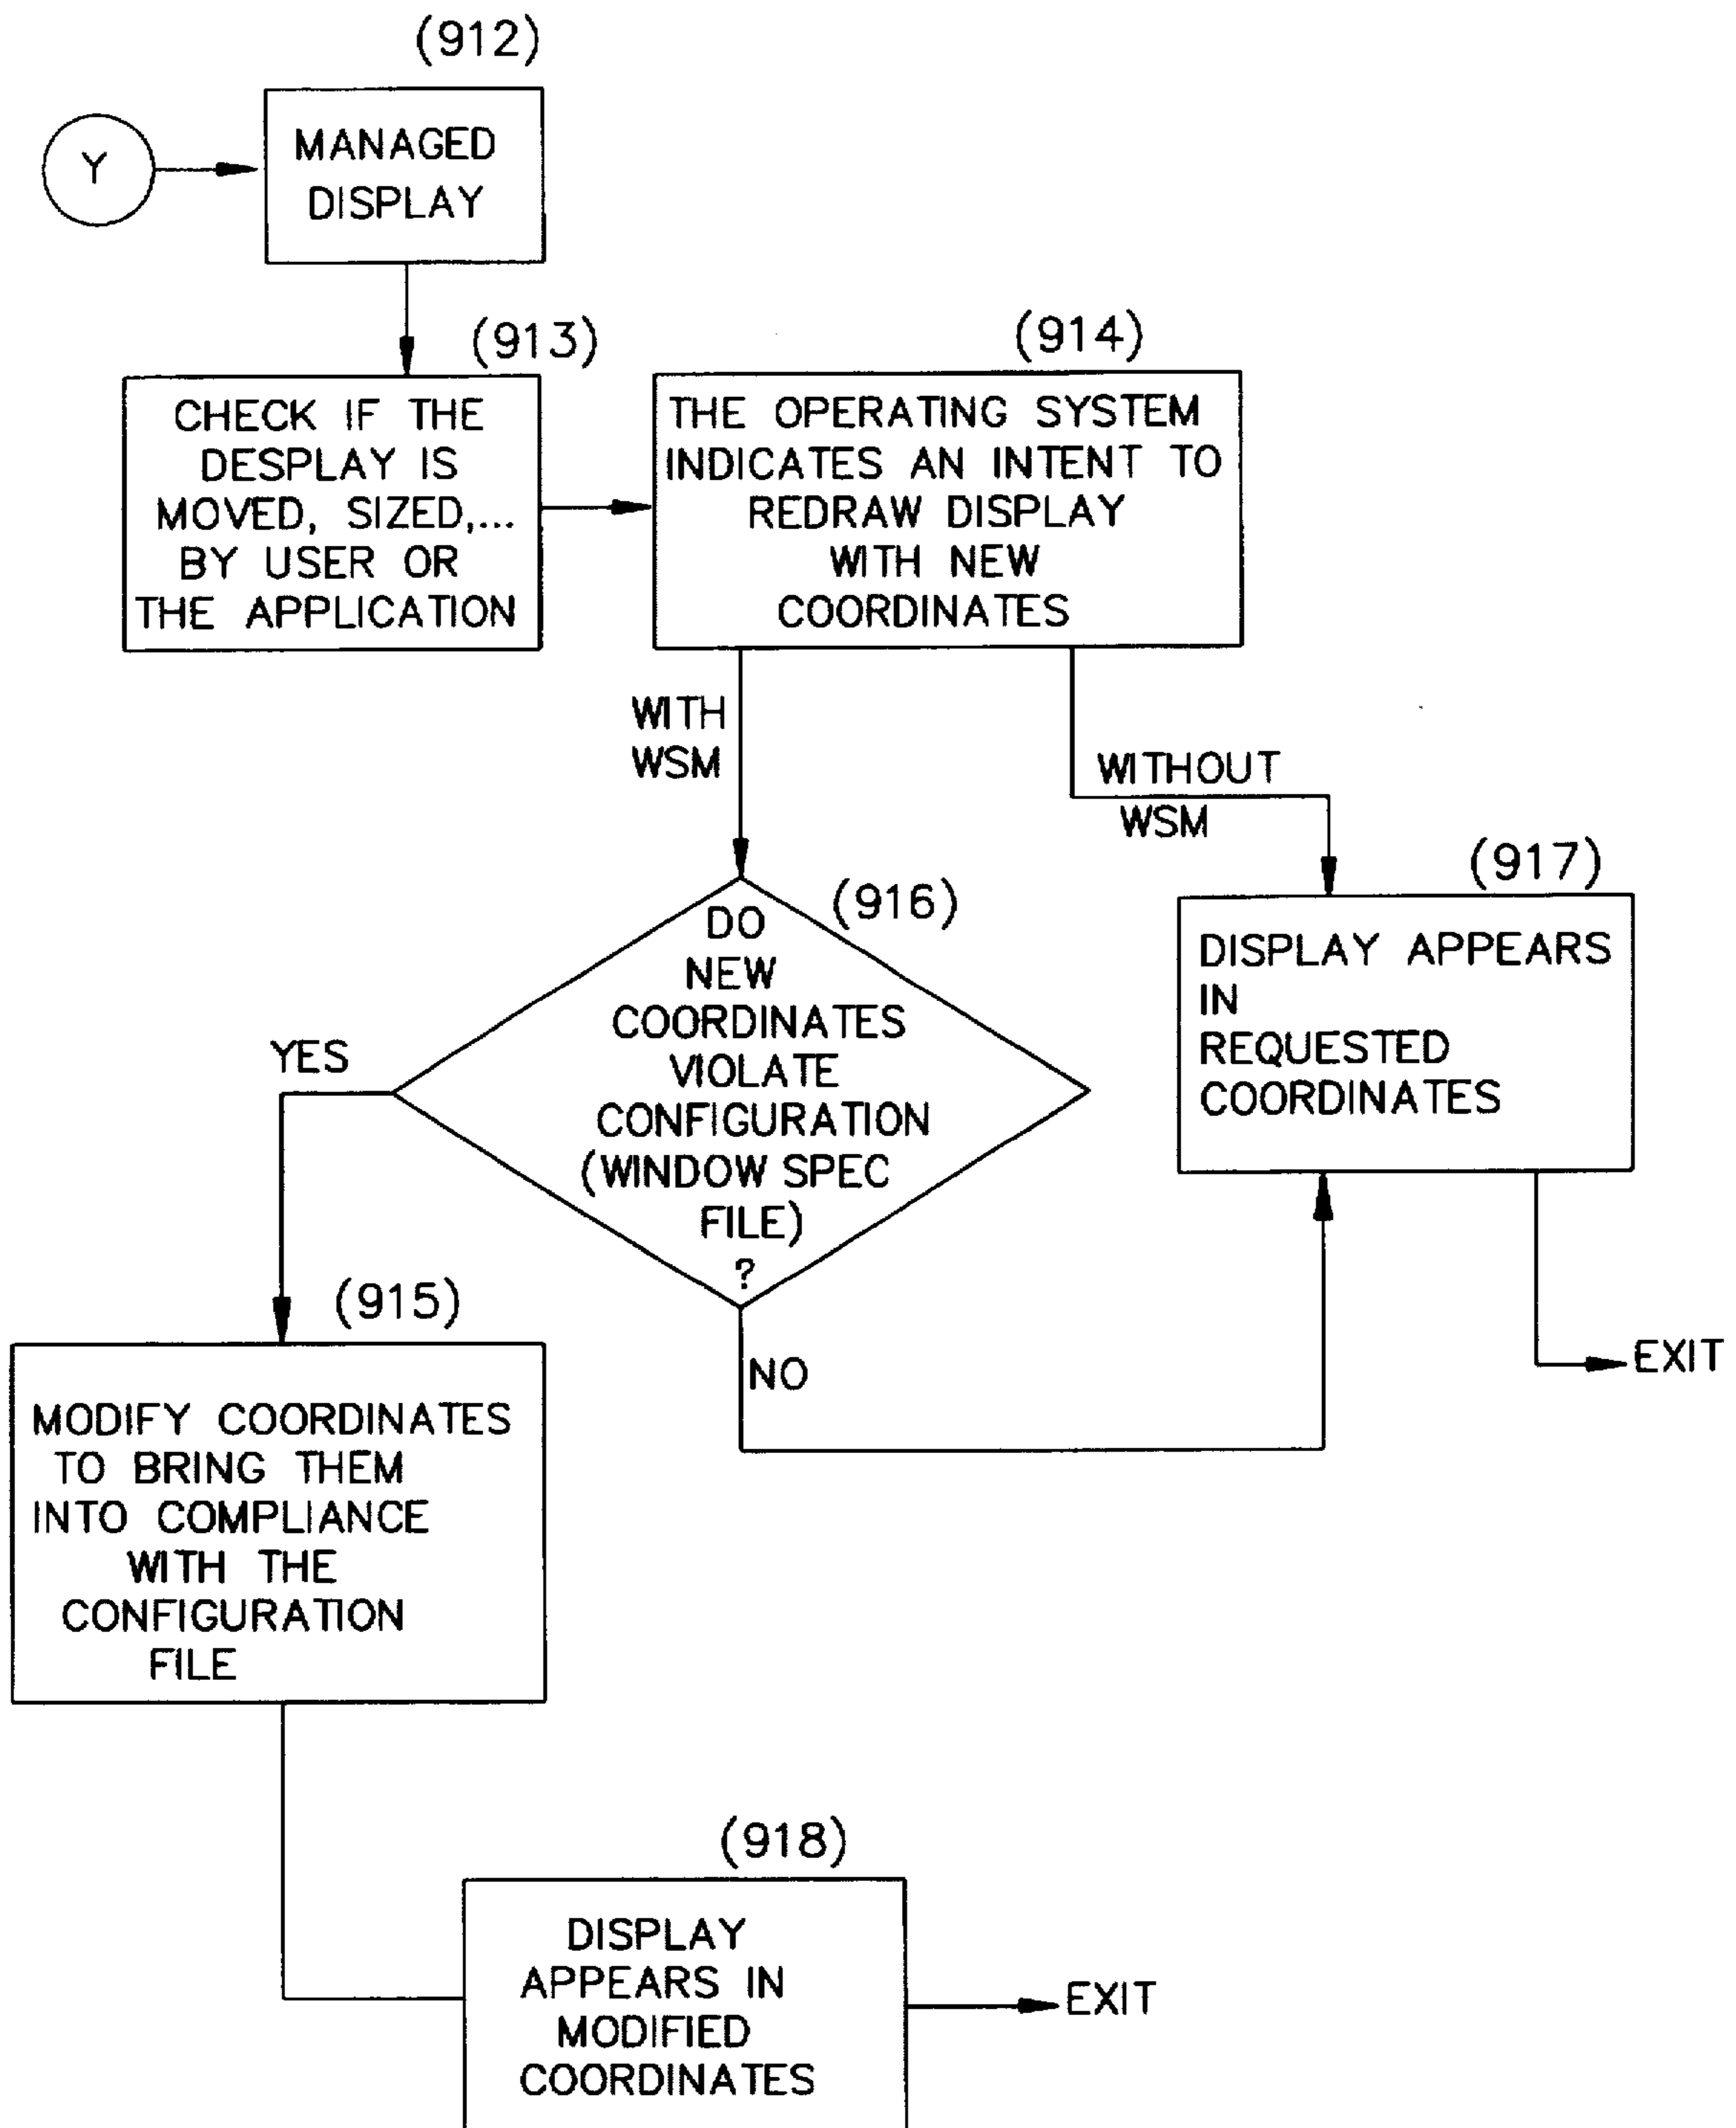 (912)
Y
MANAGED
DISPLAY
(913)
CHECK IF THE
DESPLAY IS
MOVED, SIZED,...
BY USER OR
THE APPLICATION
(914)
THE OPERATING SYSTEM
INDICATES AN INTENT TO
REDRAW DISPLAY
WITH NEW
COORDINATES
WITH
WSM
WITHOUT
WSM
(916)
DO
NEW
COORDINATES
VIOLATE
CONFIGURATION
(WINDOW SPEC
FILE)
?
YES
NO
(917)
DISPLAY APPEARS
IN
REQUESTED
COORDINATES
EXIT
(915)
MODIFY COORDINATES
TO BRING THEM
INTO COMPLIANCE
WITH THE
CONFIGURATION
FILE
(918)
DISPLAY
APPEARS IN
MODIFIED
COORDINATES
EXIT